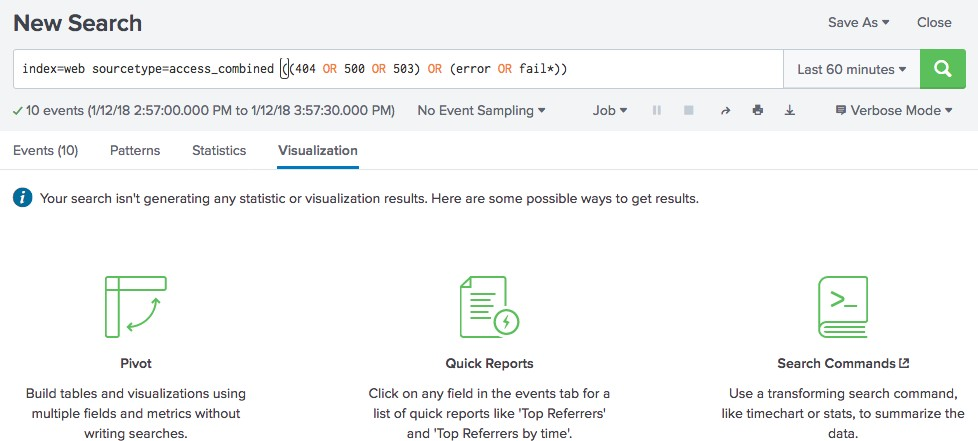 New Search
Save As Close
index=web sourcetype=access_combined ((404 OR 500 OR 503) OR (error OR fail*))
Last 60 minutes
10 events (1/12/18 2:57:00.000 PM to 1/12/18 3:57:30.000 PM) No Event Sampling Job Verbose Mode
Events (10) Patterns Statistics Visualization
i Your search isn't generating any statistic or visualization results. Here are some possible ways to get results.
>_
Pivot
Build tables and visualizations using
multiple fields and metrics without
writing searches.
Quick Reports
Click on any field in the events tab for a
list of quick reports like 'Top Referrers'
and 'Top Referrers by time'.
Search Commands
Use a transforming search command,
like timechart or stats, to summarize the
data.